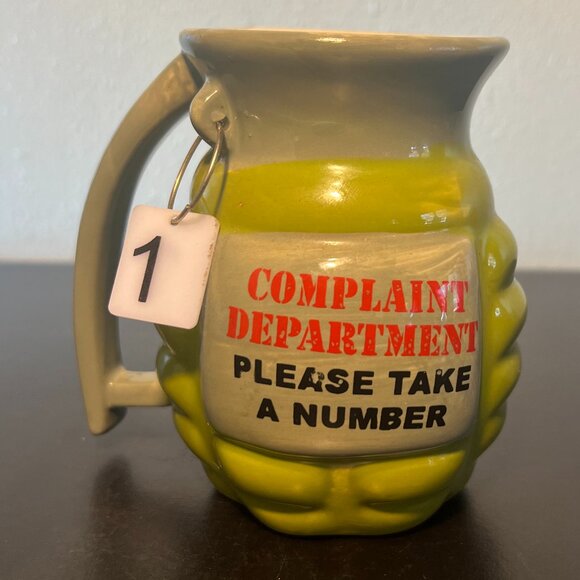 1
COMPLAINT
DEPARTMENT
PLEASE TAKE
A NUMBER